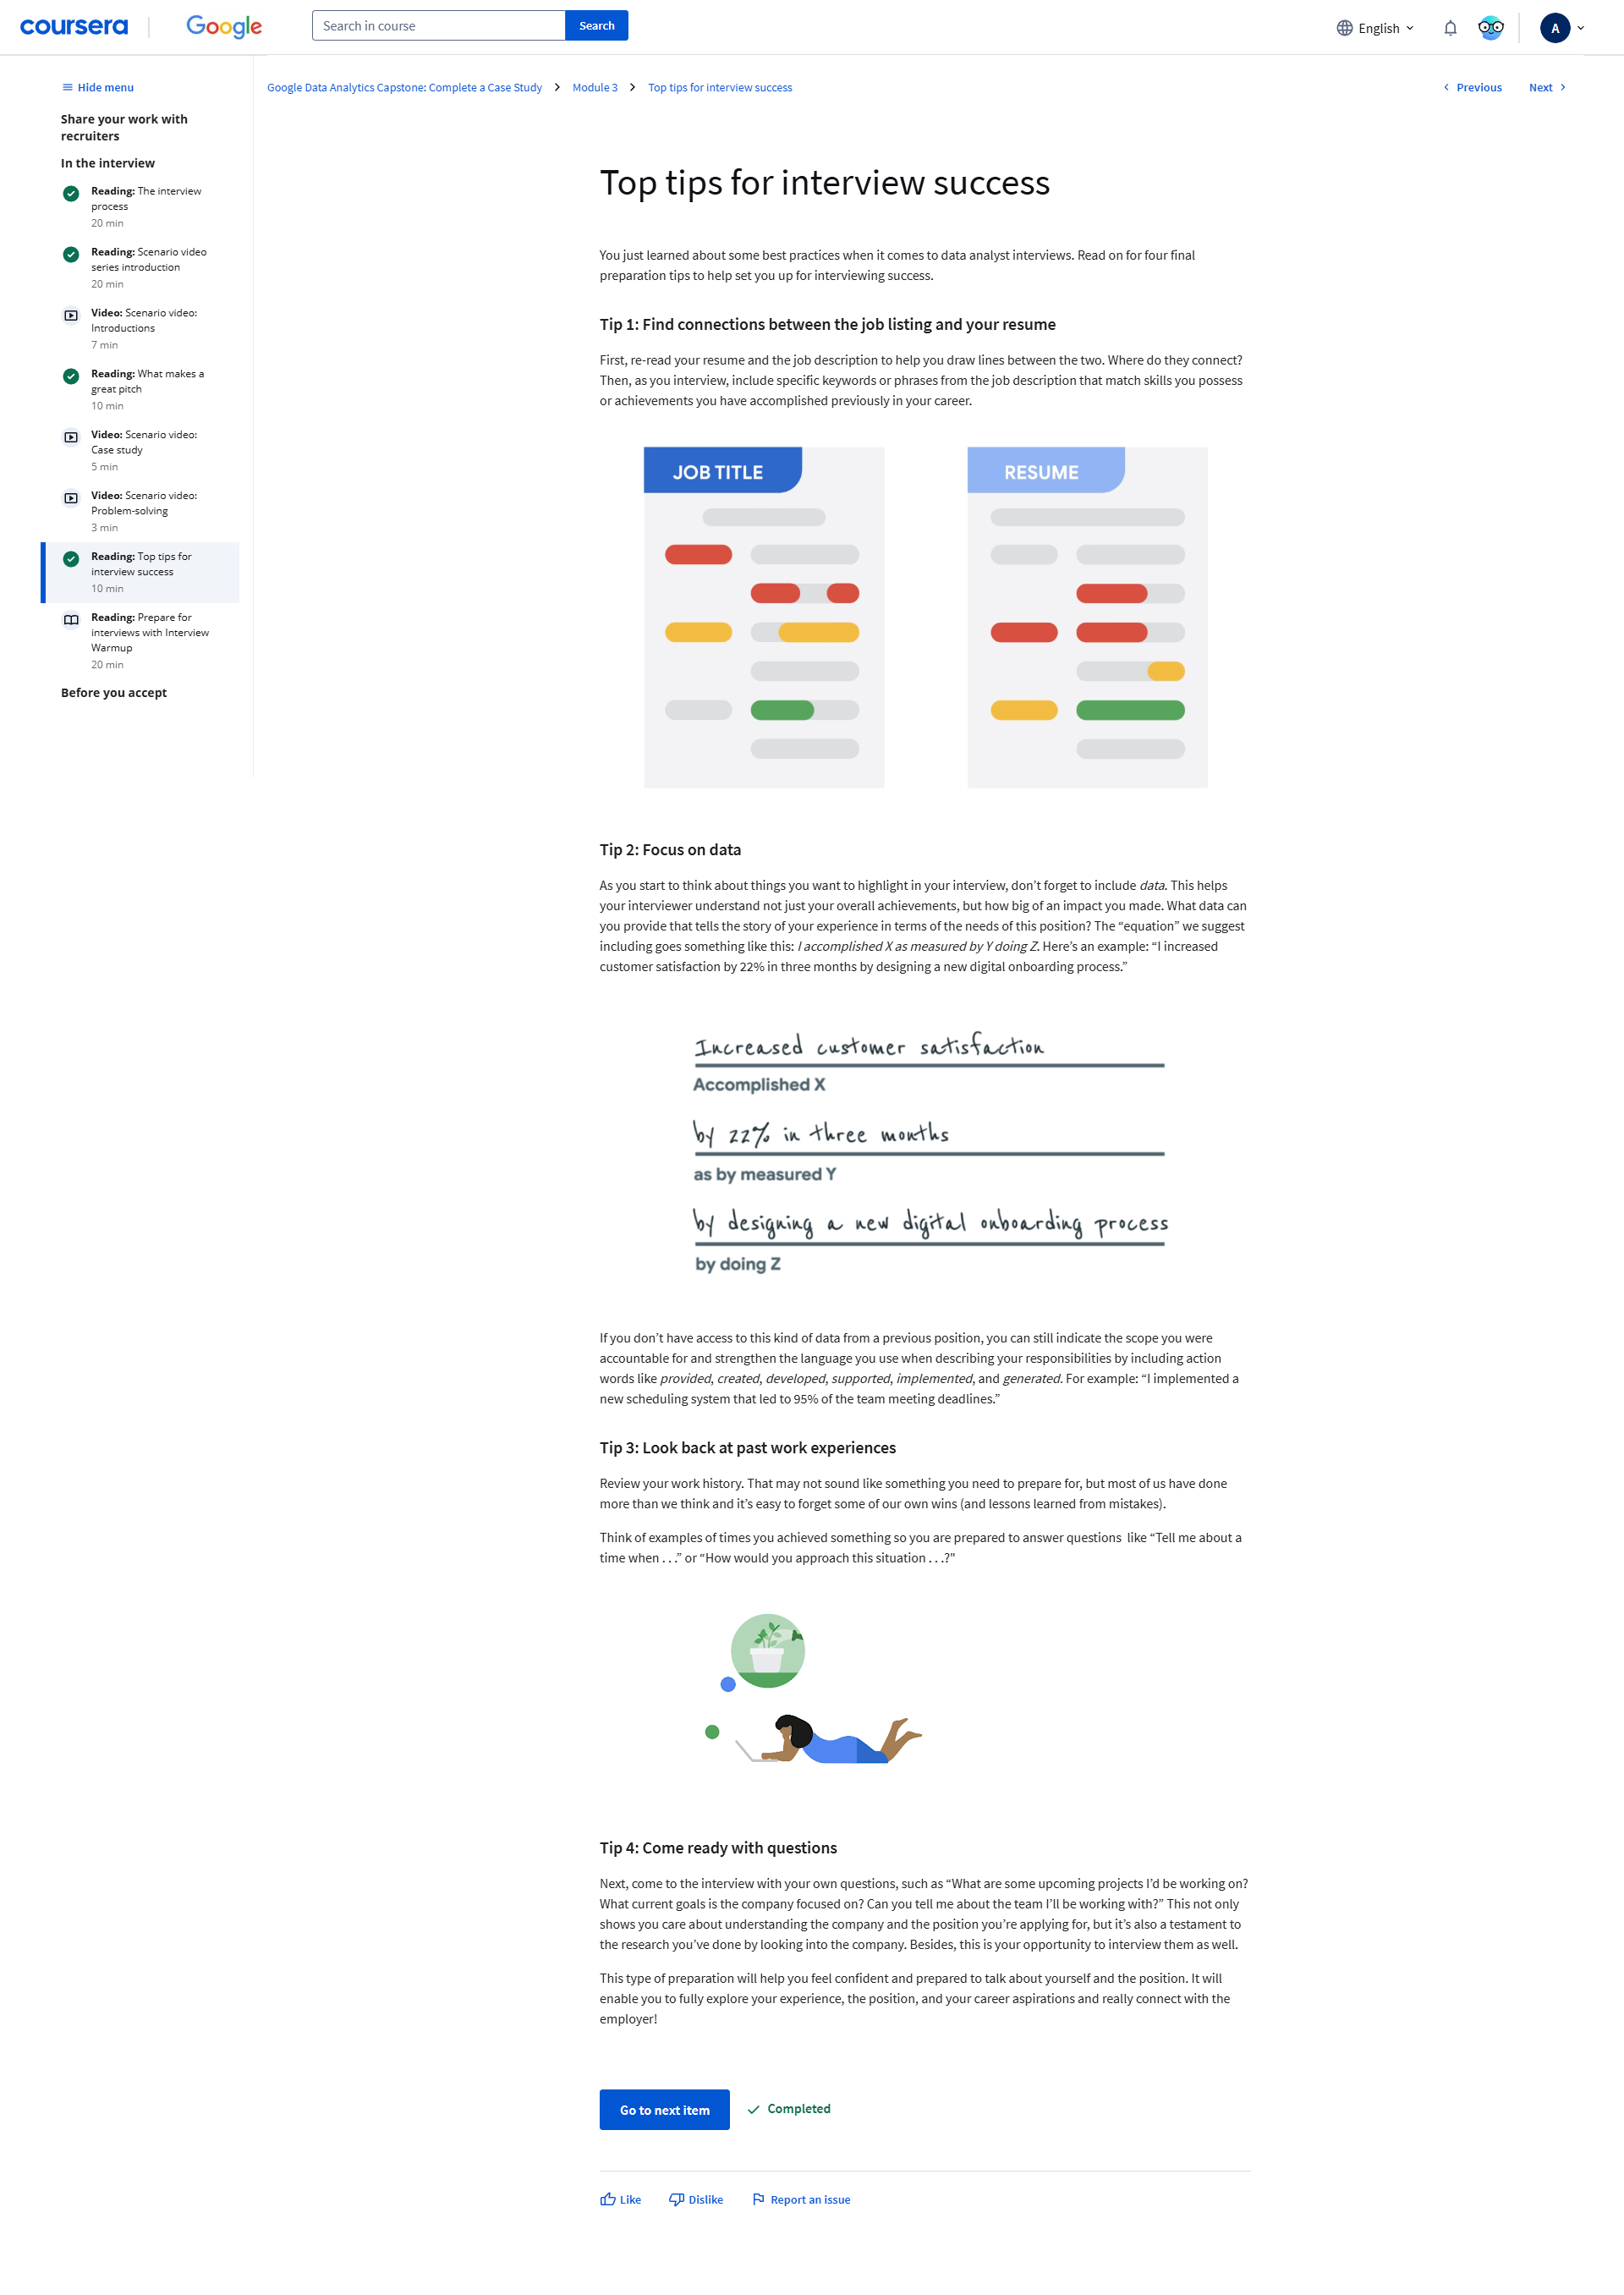 coursera
Google
Search in course
Search
English
A
Hide menu
Share your work with
recruiters
In the interview
Reading: The interview
process
20 min
Reading: Scenario video
series introduction
20 min
Video: Scenario video:
Introductions
7 min
Reading: What makes a
great pitch
10 min
Video: Scenario video:
Case study
5 min
Video: Scenario video:
Problem-solving
3 min
Reading: Top tips for
interview success
10 min
Reading: Prepare for
interviews with Interview
Warmup
20 min
Before you accept
Google Data Analytics Capstone: Complete a Case Study
Module 3
Top tips for interview success
Previous
Next
Top tips for interview success
You just learned about some best practices when it comes to data analyst interviews. Read on for four final
preparation tips to help set you up for interviewing success.
Tip 1: Find connections between the job listing and your resume
First, re-read your resume and the job description to help you draw lines between the two. Where do they connect?
Then, as you interview, include specific keywords or phrases from the job description that match skills you possess
or achievements you have accomplished previously in your career.
JOB TITLE
RESUME
Tip 2: Focus on data
As you start to think about things you want to highlight in your interview, don’t forget to include data. This helps
your interviewer understand not just your overall achievements, but how big of an impact you made. What data can
you provide that tells the story of your experience in terms of the needs of this position? The “equation” we suggest
including goes something like this: I accomplished X as measured by Y doing Z. Here’s an example: “I increased
customer satisfaction by 22% in three months by designing a new digital onboarding process.”
Increased customer satisfaction
Accomplished X
by 22% in three months
as by measured Y
by designing a new digital onboarding process
by doing Z
If you don’t have access to this kind of data from a previous position, you can still indicate the scope you were
accountable for and strengthen the language you use when describing your responsibilities by including action
words like provided, created, developed, supported, implemented, and generated. For example: “I implemented a
new scheduling system that led to 95% of the team meeting deadlines.”
Tip 3: Look back at past work experiences
Review your work history. That may not sound like something you need to prepare for, but most of us have done
more than we think and it’s easy to forget some of our own wins (and lessons learned from mistakes).
Think of examples of times you achieved something so you are prepared to answer questions like “Tell me about a
time when . . .” or “How would you approach this situation . . .?"
Tip 4: Come ready with questions
Next, come to the interview with your own questions, such as “What are some upcoming projects I’d be working on?
What current goals is the company focused on? Can you tell me about the team I’ll be working with?” This not only
shows you care about understanding the company and the position you’re applying for, but it’s also a testament to
the research you’ve done by looking into the company. Besides, this is your opportunity to interview them as well.
This type of preparation will help you feel confident and prepared to talk about yourself and the position. It will
enable you to fully explore your experience, the position, and your career aspirations and really connect with the
employer!
Go to next item
Completed
Like
Dislike
Report an issue